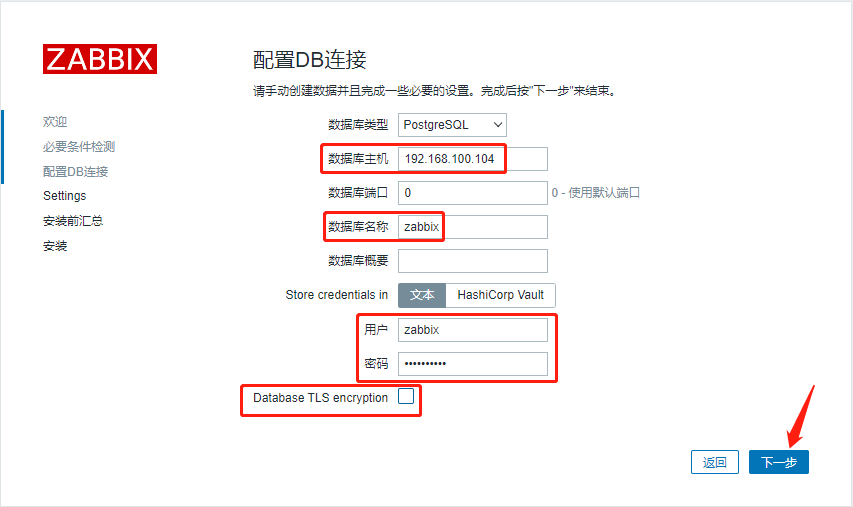 ZABBIX
欢迎
必要条件检测
配置DB连接
Settings
安装前汇总
安装
配置DB连接
请手动创建数据并且完成一些必要的设置。完成后按"下一步"来结束。
数据库类型 PostgreSQL
数据库主机 192.168.100.104
数据库端口 0 0 - 使用默认端口
数据库名称 zabbix
数据库概要
Store credentials in 文本 HashiCorp Vault
用户 zabbix
密码 ••••••••••
Database TLS encryption
返回 下一步